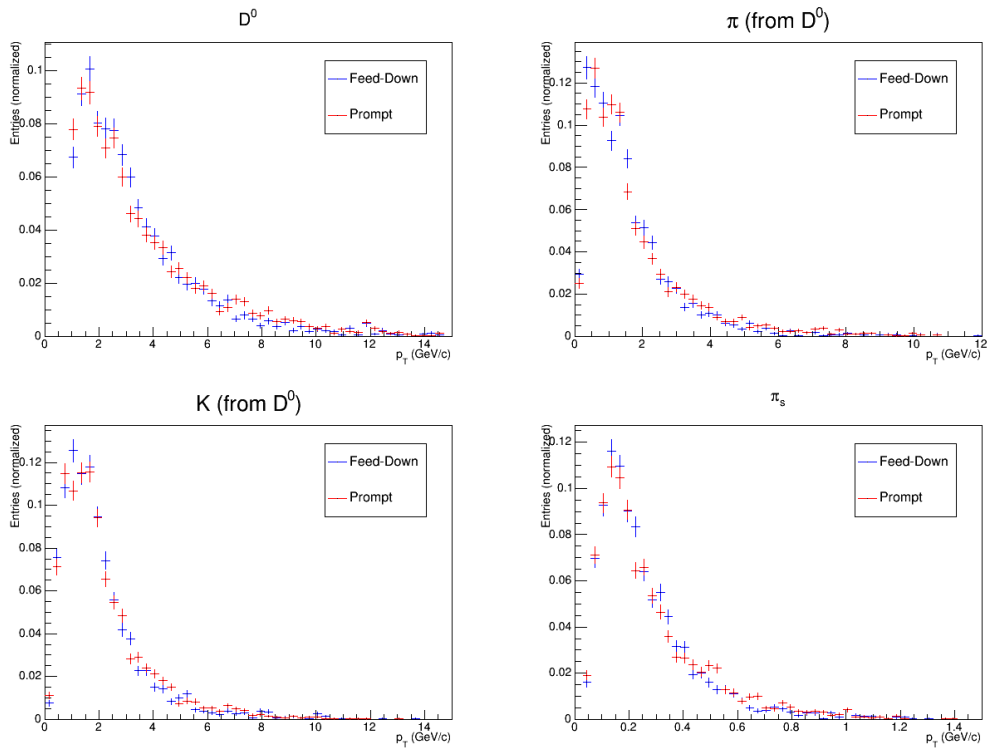 D⁰
Entries (normalized)
0.1
0.08
0.06
0.04
0.02
0
0 2 4 6 8 10 12 14
p_T (GeV/c)
Feed-Down
Prompt
π (from D⁰)
Entries (normalized)
0.12
0.1
0.08
0.06
0.04
0.02
0
0 2 4 6 8 10 12
p_T (GeV/c)
Feed-Down
Prompt
K (from D⁰)
Entries (normalized)
0.12
0.1
0.08
0.06
0.04
0.02
0
0 2 4 6 8 10 12 14
p_T (GeV/c)
Feed-Down
Prompt
π_s
Entries (normalized)
0.12
0.1
0.08
0.06
0.04
0.02
0
0 0.2 0.4 0.6 0.8 1 1.2 1.4
p_T (GeV/c)
Feed-Down
Prompt